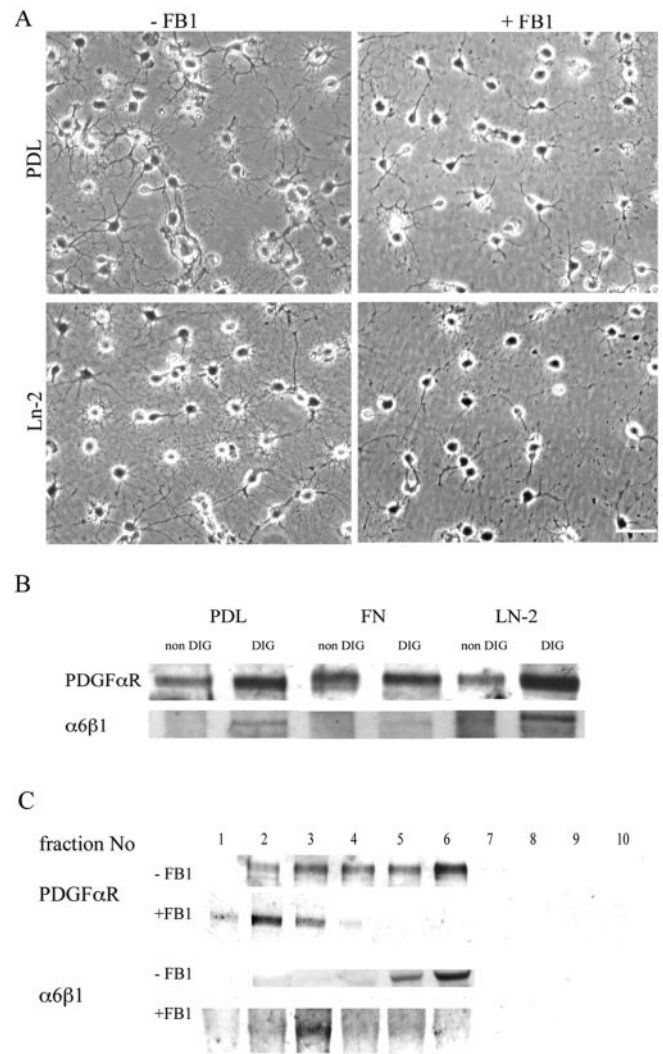 A
- FB1
+ FB1
PDL
Ln-2
B
PDL FN LN-2
non DIG DIG non DIG DIG non DIG DIG
PDGFαR
α6β1
C
fraction No 1 2 3 4 5 6 7 8 9 10
- FB1
PDGFαR
+FB1
- FB1
α6β1
+FB1